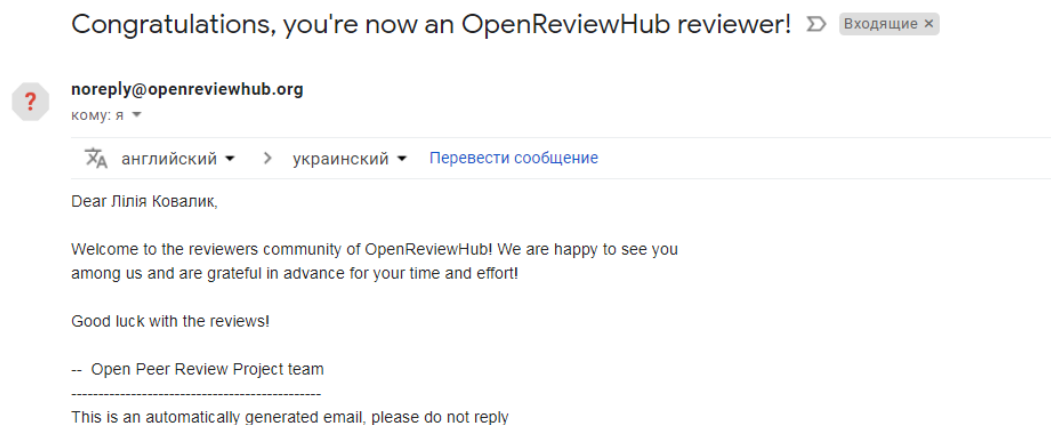 Congratulations, you're now an OpenReviewHub reviewer! Входящие ×
?
noreply@openreviewhub.org
кому: я
английский > украинский Перевести сообщение
Dear Лілія Ковалик,
Welcome to the reviewers community of OpenReviewHub! We are happy to see you
among us and are grateful in advance for your time and effort!
Good luck with the reviews!
-- Open Peer Review Project team
------------------------------------------------
This is an automatically generated email, please do not reply